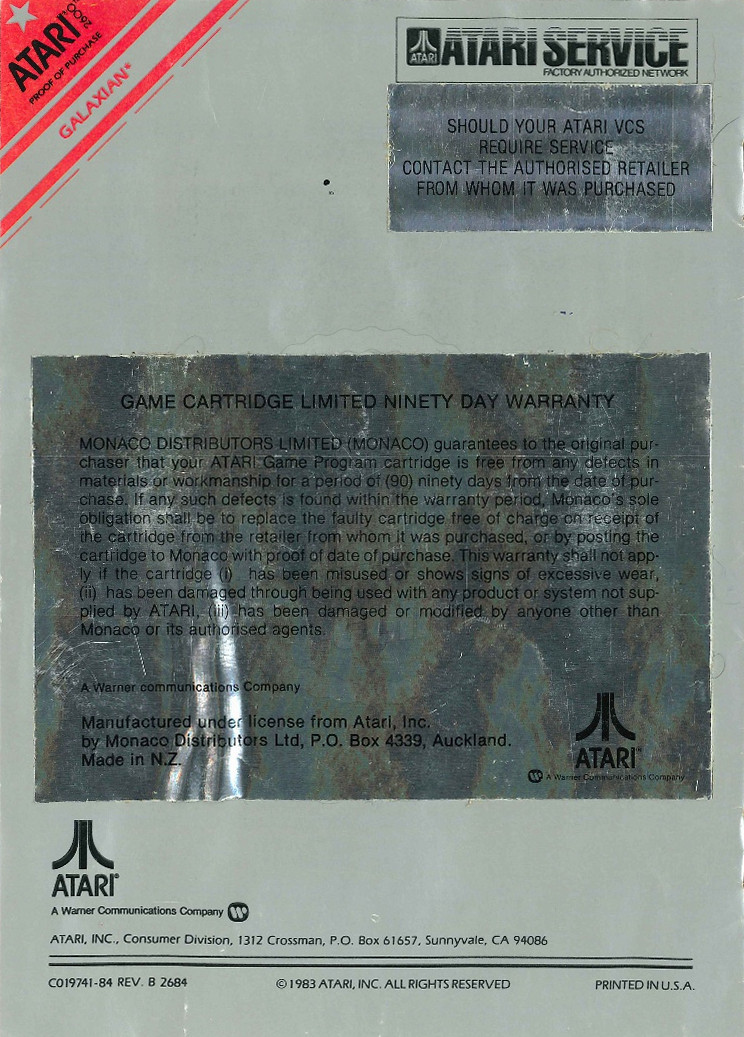 ATARI
PROOF OF PURCHASE
GALAXIAN®
ATARI
ATARI SERVICE
FACTORY AUTHORIZED NETWORK
SHOULD YOUR ATARI VCS
REQUIRE SERVICE
CONTACT THE AUTHORISED RETAILER
FROM WHOM IT WAS PURCHASED
GAME CARTRIDGE LIMITED NINETY DAY WARRANTY
MONACO DISTRIBUTORS LIMITED (MONACO) guarantees to the original pur-
chaser that your ATARI Game Program cartridge is free from any defects in
materials or workmanship for a period of (90) ninety days from the date of pur-
chase. If any such defects is found within the warranty period, Monaco's sole
obligation shall be to replace the faulty cartridge free of charge on receipt of
the cartridge from the retailer from whom it was purchased, or by posting the
cartridge to Monaco with proof of date of purchase. This warranty shall not app-
ly if the cartridge (i) has been misused or shows signs of excessive wear,
(ii) has been damaged through being used with any product or system not sup-
plied by ATARI, (iii) has been damaged or modified by anyone other than
Monaco or its authorised agents.
A Warner communications Company
Manufactured under license from Atari, Inc.
by Monaco Distributors Ltd, P.O. Box 4339, Auckland.
Made in N.Z.
ATARI™
A Warner Communications Company
ATARI®
A Warner Communications Company
ATARI, INC., Consumer Division, 1312 Crossman, P.O. Box 61657, Sunnyvale, CA 94086
C019741-84 REV. B 2684
© 1983 ATARI, INC. ALL RIGHTS RESERVED
PRINTED IN U.S.A.